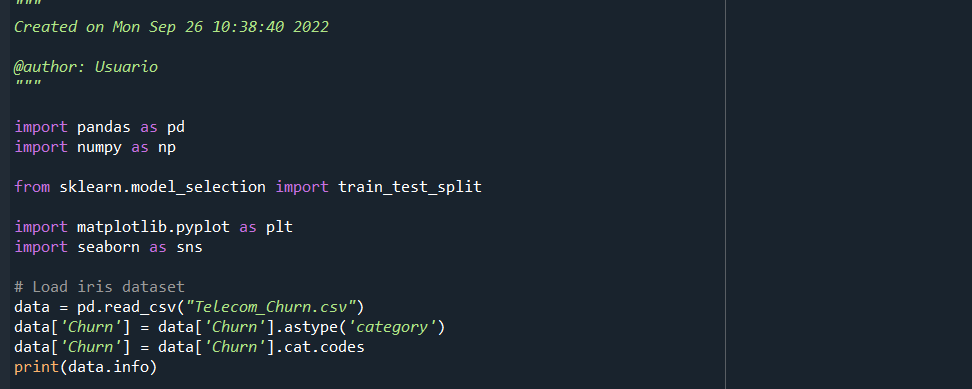 """
Created on Mon Sep 26 10:38:40 2022
@author: Usuario
"""
import pandas as pd
import numpy as np
from sklearn.model_selection import train_test_split
import matplotlib.pyplot as plt
import seaborn as sns
# Load iris dataset
data = pd.read_csv("Telecom_Churn.csv")
data['Churn'] = data['Churn'].astype('category')
data['Churn'] = data['Churn'].cat.codes
print(data.info)